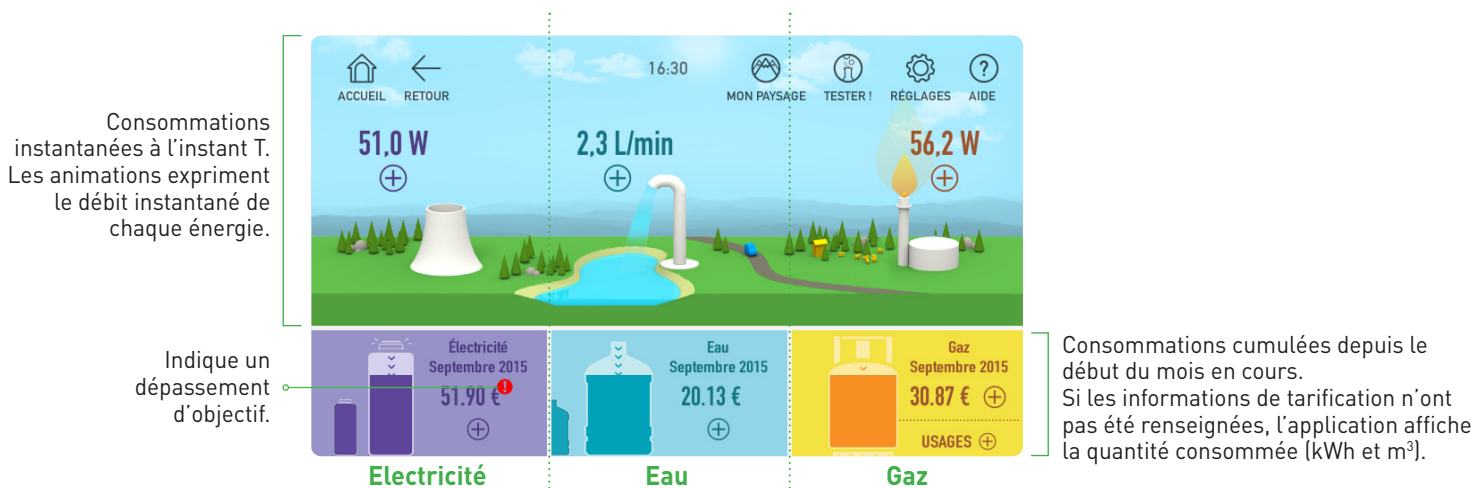 16:30
ACCUEIL RETOUR
MON PAYSAGE TESTER ! RÉGLAGES AIDE
?
Consommations
instantanées à l’instant T.
Les animations expriment
le débit instantané de
chaque énergie.
51,0 W
2,3 L/min
56,2 W
Indique un
dépassement
d’objectif.
Électricité
Septembre 2015
51.90 €
!
Eau
Septembre 2015
20.13 €
Gaz
Septembre 2015
30.87 €
USAGES
Consommations cumulées depuis le
début du mois en cours.
Si les informations de tarification n’ont
pas été renseignées, l’application affiche
la quantité consommée (kWh et m³).
Electricité
Eau
Gaz